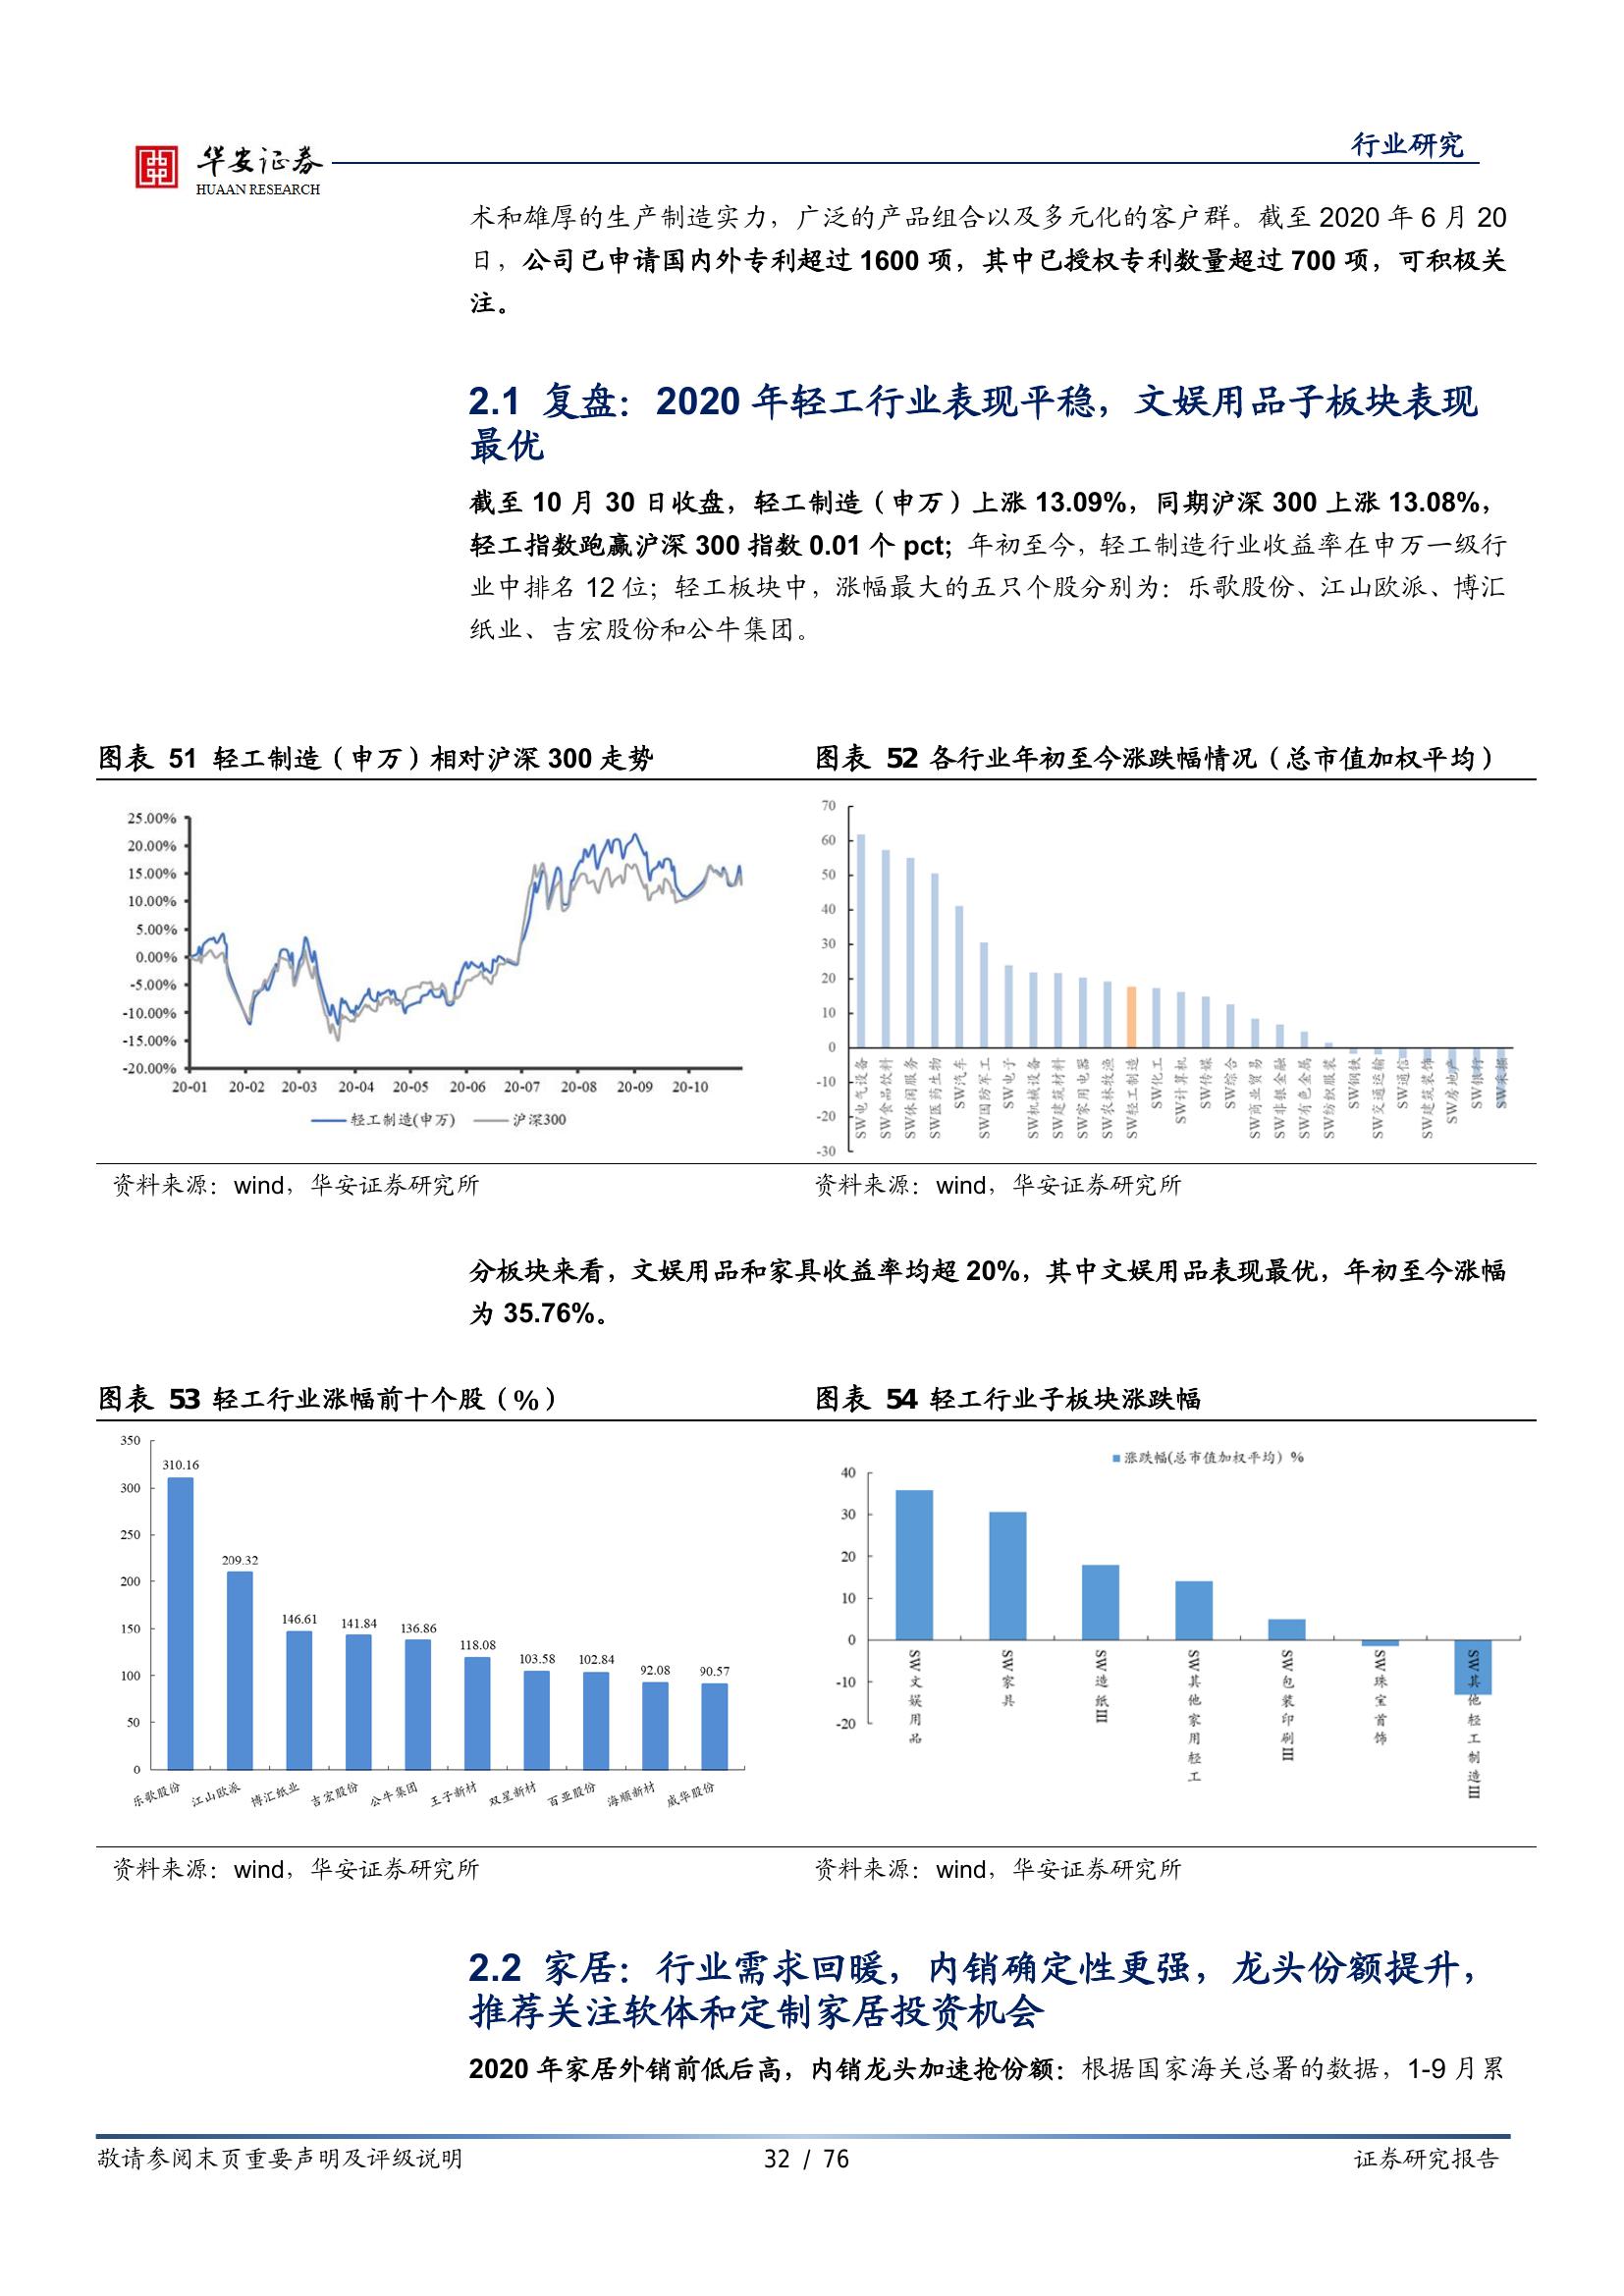 华安证券
HUAAN RESEARCH
行业研究
术和雄厚的生产制造实力，广泛的产品组合以及多元化的客户群。截至 2020 年 6 月 20
日，公司已申请国内外专利超过 1600 项，其中已授权专利数量超过 700 项，可积极关
注。
2.1 复盘：2020 年轻工行业表现平稳，文娱用品子板块表现
最优
截至 10 月 30 日收盘，轻工制造（申万）上涨 13.09%，同期沪深 300 上涨 13.08%，
轻工指数跑赢沪深 300 指数 0.01 个 pct；年初至今，轻工制造行业收益率在申万一级行
业中排名 12 位；轻工板块中，涨幅最大的五只个股分别为：乐歌股份、江山欧派、博汇
纸业、吉宏股份和公牛集团。
图表 51 轻工制造（申万）相对沪深 300 走势
25.00%
20.00%
15.00%
10.00%
5.00%
0.00%
-5.00%
-10.00%
-15.00%
-20.00%
20-01 20-02 20-03 20-04 20-05 20-06 20-07 20-08 20-09 20-10
轻工制造(申万) 沪深300
资料来源：wind，华安证券研究所
图表 52 各行业年初至今涨跌幅情况（总市值加权平均）
70
60
50
40
30
20
10
0
-10
-20
-30
SW电气设备
SW食品饮料
SW休闲服务
SW医药生物
SW汽车
SW国防军工
SW电子
SW机械设备
SW建筑材料
SW家用电器
SW农林牧渔
SW轻工制造
SW化工
SW计算机
SW传媒
SW综合
SW商业贸易
SW非银金融
SW有色金属
SW纺织服装
SW钢铁
SW交通运输
SW通信
SW建筑装饰
SW房地产
SW银行
SW采掘
资料来源：wind，华安证券研究所
分板块来看，文娱用品和家具收益率均超 20%，其中文娱用品表现最优，年初至今涨幅
为 35.76%。
图表 53 轻工行业涨幅前十个股（%）
350
300
250
200
150
100
50
0
310.16
209.32
146.61
141.84
136.86
118.08
103.58
102.84
92.08
90.57
乐歌股份
江山欧派
博汇纸业
吉宏股份
公牛集团
王子新材
双星新材
百亚股份
海顺新材
威华股份
资料来源：wind，华安证券研究所
图表 54 轻工行业子板块涨跌幅
涨跌幅(总市值加权平均）%
40
30
20
10
0
-10
-20
SW文娱用品
SW家具
SW造纸III
SW其他家用轻工
SW包装印刷III
SW珠宝首饰
SW其他轻工制造III
资料来源：wind，华安证券研究所
2.2 家居：行业需求回暖，内销确定性更强，龙头份额提升，
推荐关注软体和定制家居投资机会
2020 年家居外销前低后高，内销龙头加速抢份额：根据国家海关总署的数据，1-9 月累
敬请参阅末页重要声明及评级说明
32 / 76
证券研究报告